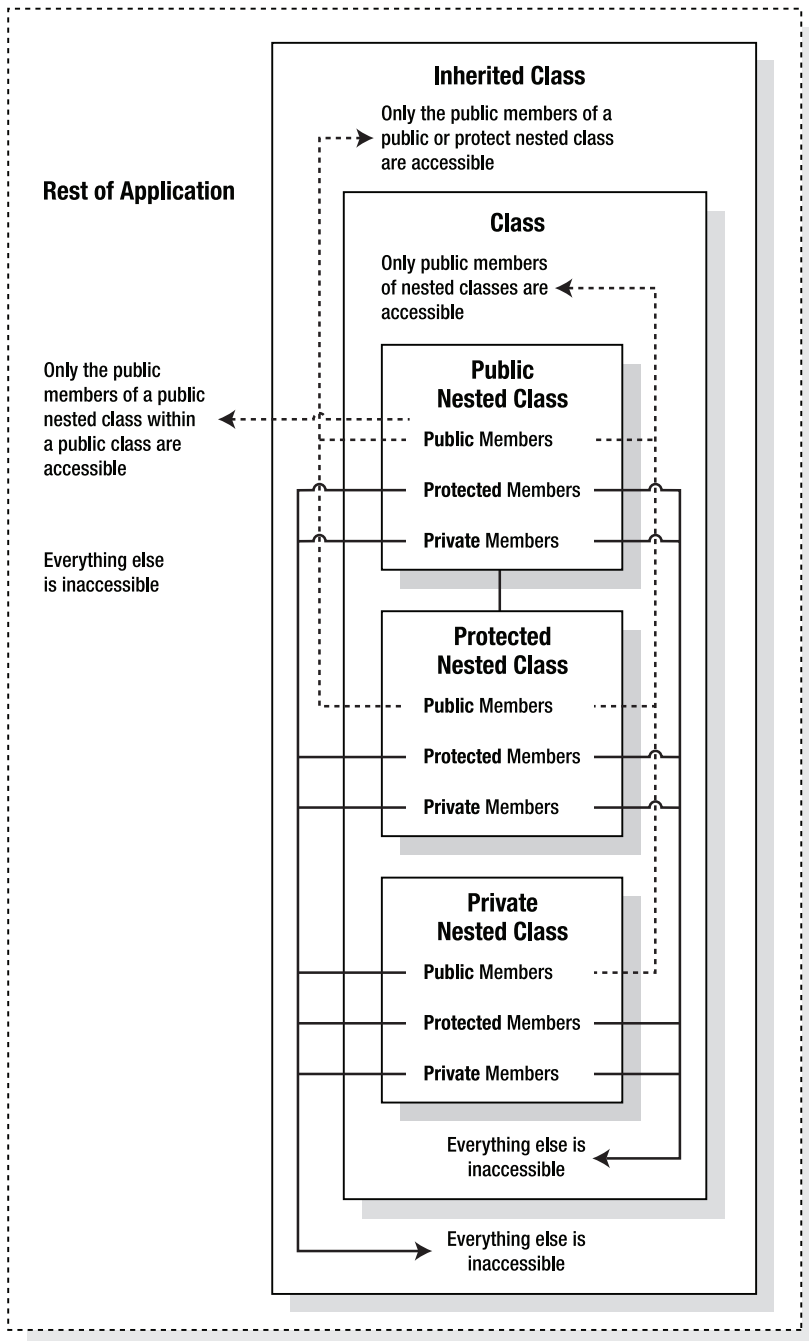 Inherited Class
Only the public members of a
public or protect nested class
are accessible
Rest of Application
Class
Only public members
of nested classes are
accessible
Only the public
members of a public
nested class within
a public class are
accessible
Everything else
is inaccessible
Public
Nested Class
Public Members
Protected Members
Private Members
Protected
Nested Class
Public Members
Protected Members
Private Members
Private
Nested Class
Public Members
Protected Members
Private Members
Everything else is
inaccessible
Everything else is
inaccessible